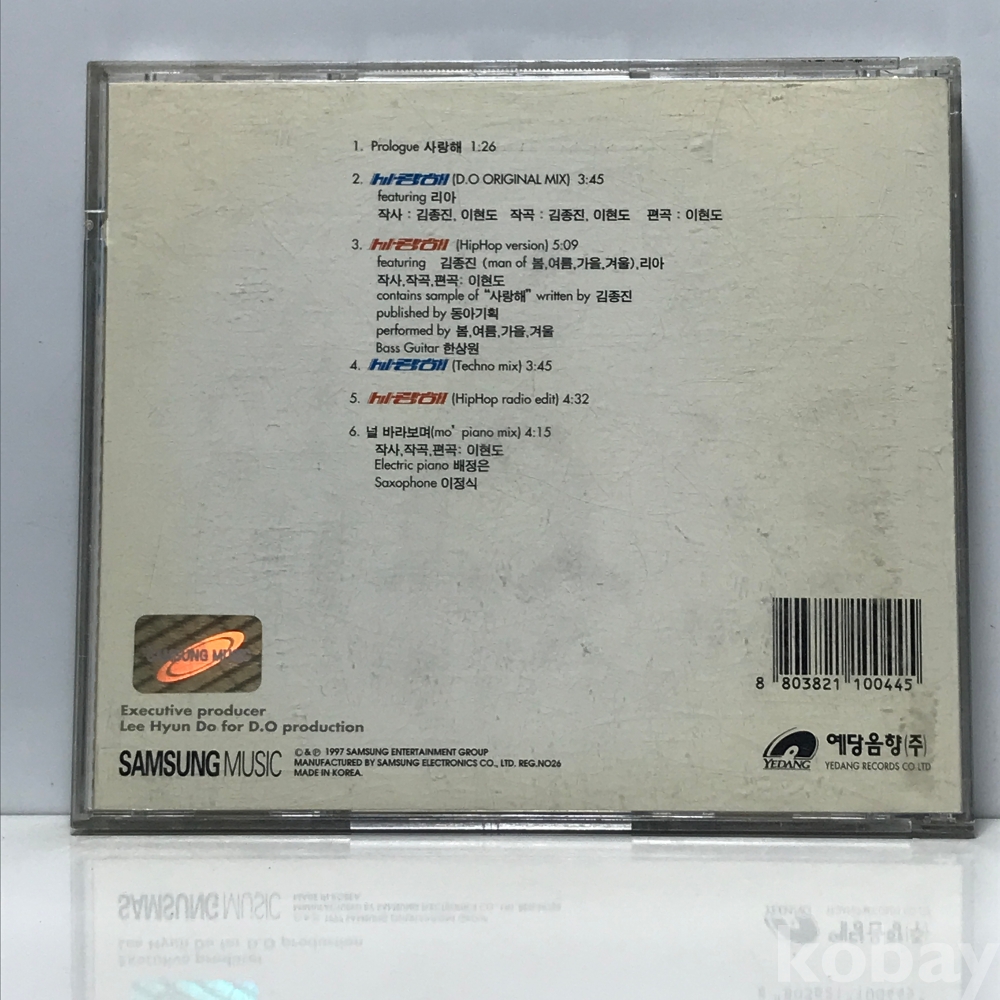 1. Prologue 사랑해 1:26
2. 사랑해 (D.O ORIGINAL MIX) 3:45
featuring 리아
작사 : 김종진, 이현도 작곡 : 김종진, 이현도 편곡 : 이현도
3. 사랑해 (HipHop version) 5:09
featuring 김종진 (man of 봄,여름,가을,겨울),리아
작사,작곡,편곡: 이현도
contains sample of "사랑해" written by 김종진
published by 동아기획
performed by 봄,여름,가을,겨울
Bass Guitar 한상원
4. 사랑해 (Techno mix) 3:45
5. 사랑해 (HipHop radio edit) 4:32
6. 널 바라보며(mo" piano mix) 4:15
작사,작곡,편곡: 이현도
Electric piano 배정은
Saxophone 이정식
SAMSUNG MUSIC
8 803821 100445
Executive producer
Lee Hyun Do for D.O production
SAMSUNG MUSIC
©&℗ 1997 SAMSUNG ENTERTAINMENT GROUP
MANUFACTURED BY SAMSUNG ELECTRONICS CO., LTD. REG.NO26
MADE IN KOREA.
YEDANG
예당음향(주)
YEDANG RECORDS CO LTD
kobay